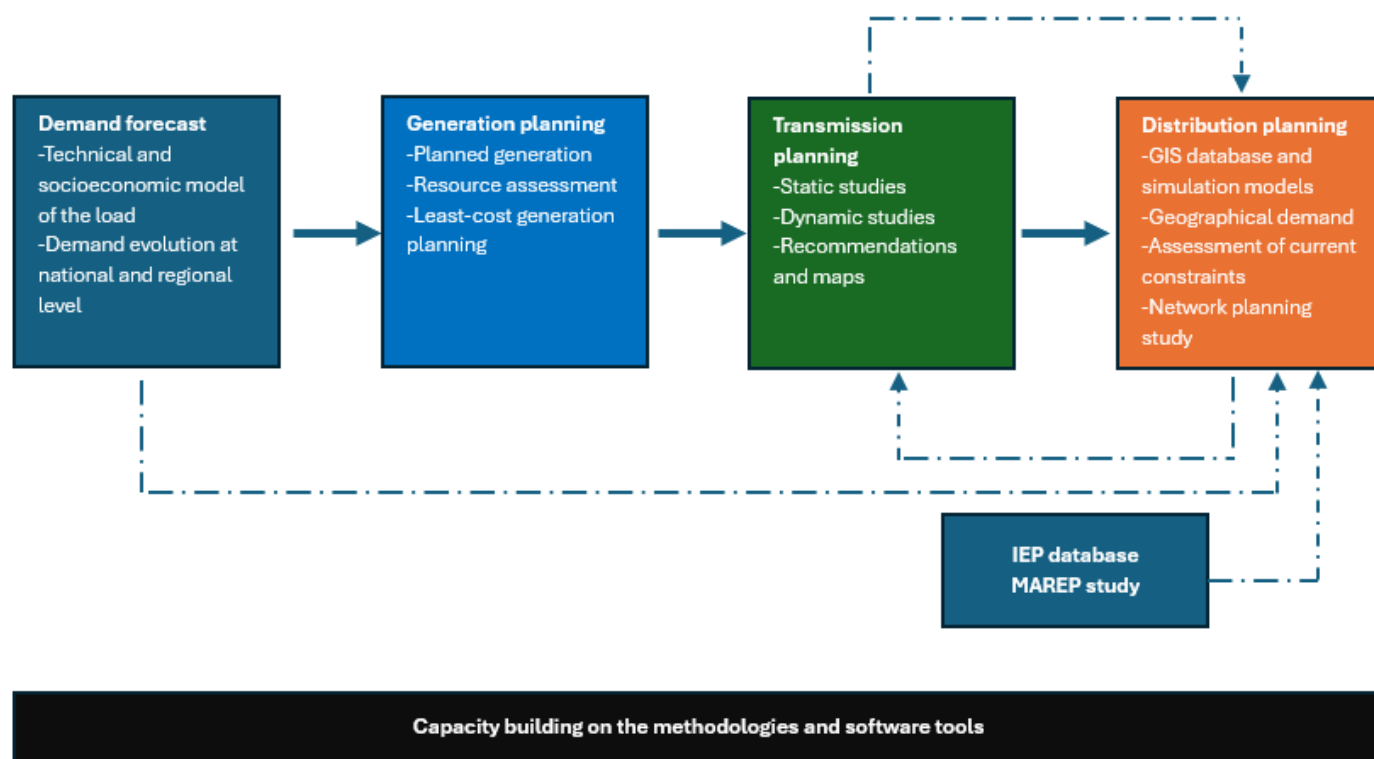 Demand forecast
-Technical and
socioeconomic model
of the load
-Demand evolution at
national and regional
level
Generation planning
-Planned generation
-Resource assessment
-Least-cost generation
planning
Transmission
planning
-Static studies
-Dynamic studies
-Recommendations
and maps
Distribution planning
-GIS database and
simulation models
-Geographical demand
-Assessment of current
constraints
-Network planning
study
IEP database
MAREP study
Capacity building on the methodologies and software tools